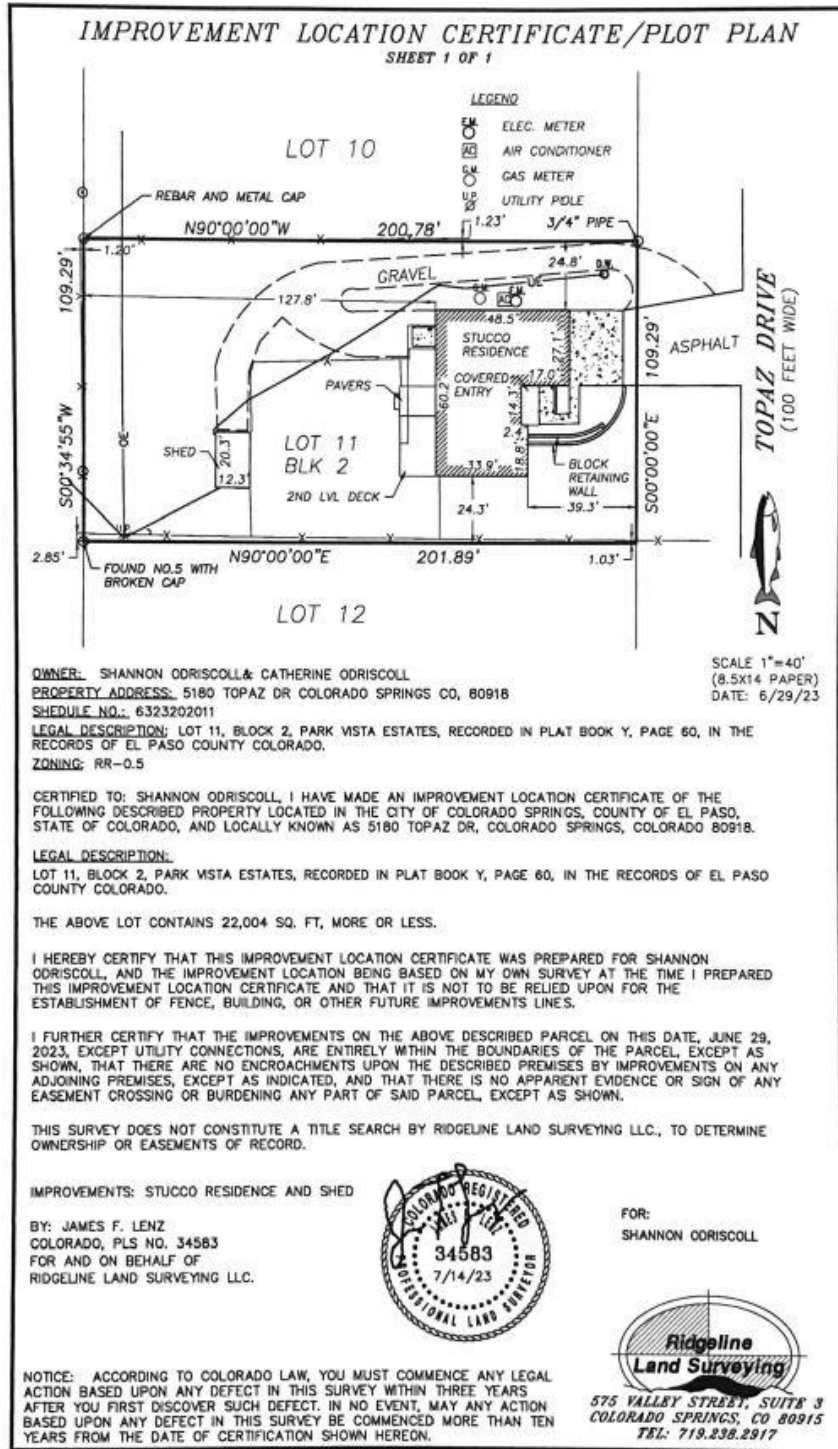 IMPROVEMENT LOCATION CERTIFICATE/PLOT PLAN
SHEET 1 OF 1
LEGEND
E.M. ELEC. METER
AC AIR CONDITIONER
G.M. GAS METER
U.P. UTILITY POLE
LOT 10
REBAR AND METAL CAP
N90°00'00"W 200.78'
1.23'
3/4" PIPE
1.20'
109.29'
GRAVEL
UE
D.W.
24.8'
127.8'
G.M.
AC
E.M.
48.5'
STUCCO
RESIDENCE
27.1'
109.29'
ASPHALT
TOPAZ DRIVE
(100 FEET WIDE)
COVERED
ENTRY
17.0'
60.2'
14.3'
PAVERS
2.4'
S00°34'55"W
OE
SHED
20.3'
12.3'
LOT 11
BLK 2
2ND LVL DECK
33.9'
18.8'
BLOCK
RETAINING
WALL
39.3'
S00°00'00"E
24.3'
U.P.
2.85'
N90°00'00"E 201.89'
1.03'
FOUND NO.5 WITH
BROKEN CAP
LOT 12
N
SCALE 1"=40'
(8.5X14 PAPER)
DATE: 6/29/23
OWNER: SHANNON ODRISCOLL& CATHERINE ODRISCOLL
PROPERTY ADDRESS: 5180 TOPAZ DR COLORADO SPRINGS CO, 80918
SHEDULE NO.: 6323202011
LEGAL DESCRIPTION: LOT 11, BLOCK 2, PARK VISTA ESTATES, RECORDED IN PLAT BOOK Y, PAGE 60, IN THE
RECORDS OF EL PASO COUNTY COLORADO.
ZONING: RR-0.5
CERTIFIED TO: SHANNON ODRISCOLL, I HAVE MADE AN IMPROVEMENT LOCATION CERTIFICATE OF THE
FOLLOWING DESCRIBED PROPERTY LOCATED IN THE CITY OF COLORADO SPRINGS, COUNTY OF EL PASO,
STATE OF COLORADO, AND LOCALLY KNOWN AS 5180 TOPAZ DR, COLORADO SPRINGS, COLORADO 80918.
LEGAL DESCRIPTION:
LOT 11, BLOCK 2, PARK VISTA ESTATES, RECORDED IN PLAT BOOK Y, PAGE 60, IN THE RECORDS OF EL PASO
COUNTY COLORADO.
THE ABOVE LOT CONTAINS 22,004 SQ. FT, MORE OR LESS.
I HEREBY CERTIFY THAT THIS IMPROVEMENT LOCATION CERTIFICATE WAS PREPARED FOR SHANNON
ODRISCOLL, AND THE IMPROVEMENT LOCATION BEING BASED ON MY OWN SURVEY AT THE TIME I PREPARED
THIS IMPROVEMENT LOCATION CERTIFICATE AND THAT IT IS NOT TO BE RELIED UPON FOR THE
ESTABLISHMENT OF FENCE, BUILDING, OR OTHER FUTURE IMPROVEMENTS LINES.
I FURTHER CERTIFY THAT THE IMPROVEMENTS ON THE ABOVE DESCRIBED PARCEL ON THIS DATE, JUNE 29,
2023, EXCEPT UTILITY CONNECTIONS, ARE ENTIRELY WITHIN THE BOUNDARIES OF THE PARCEL, EXCEPT AS
SHOWN, THAT THERE ARE NO ENCROACHMENTS UPON THE DESCRIBED PREMISES BY IMPROVEMENTS ON ANY
ADJOINING PREMISES, EXCEPT AS INDICATED, AND THAT THERE IS NO APPARENT EVIDENCE OR SIGN OF ANY
EASEMENT CROSSING OR BURDENING ANY PART OF SAID PARCEL, EXCEPT AS SHOWN.
THIS SURVEY DOES NOT CONSTITUTE A TITLE SEARCH BY RIDGELINE LAND SURVEYING LLC., TO DETERMINE
OWNERSHIP OR EASEMENTS OF RECORD.
IMPROVEMENTS: STUCCO RESIDENCE AND SHED
BY: JAMES F. LENZ
COLORADO, PLS NO. 34583
FOR AND ON BEHALF OF
RIDGELINE LAND SURVEYING LLC.
COLORADO REGISTERED
LENZ
34583
7/14/23
PROFESSIONAL LAND SURVEYOR
FOR:
SHANNON ODRISCOLL
Ridgeline
Land Surveying
575 VALLEY STREET, SUITE 3
COLORADO SPRINGS, CO 80915
TEL: 719.238.2917
NOTICE: ACCORDING TO COLORADO LAW, YOU MUST COMMENCE ANY LEGAL
ACTION BASED UPON ANY DEFECT IN THIS SURVEY WITHIN THREE YEARS
AFTER YOU FIRST DISCOVER SUCH DEFECT. IN NO EVENT, MAY ANY ACTION
BASED UPON ANY DEFECT IN THIS SURVEY BE COMMENCED MORE THAN TEN
YEARS FROM THE DATE OF CERTIFICATION SHOWN HEREON.